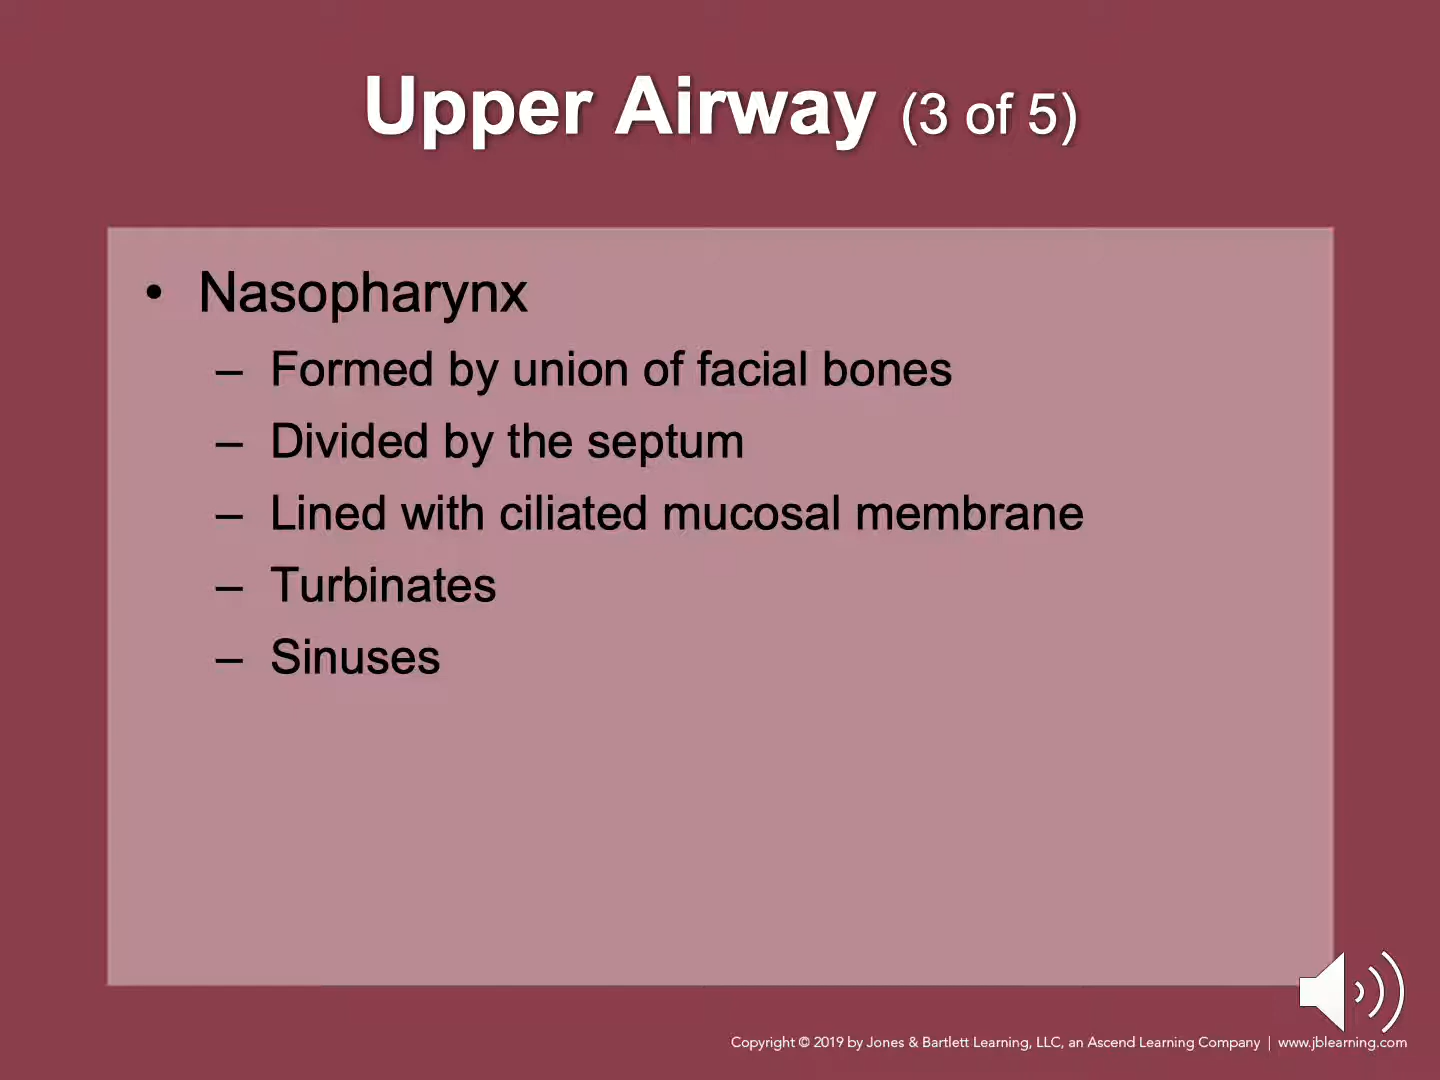 Upper Airway (3 of 5)
• Nasopharynx
– Formed by union of facial bones
– Divided by the septum
– Lined with ciliated mucosal membrane
– Turbinates
– Sinuses
Copyright © 2019 by Jones & Bartlett Learning, LLC, an Ascend Learning Company | www.jblearning.com